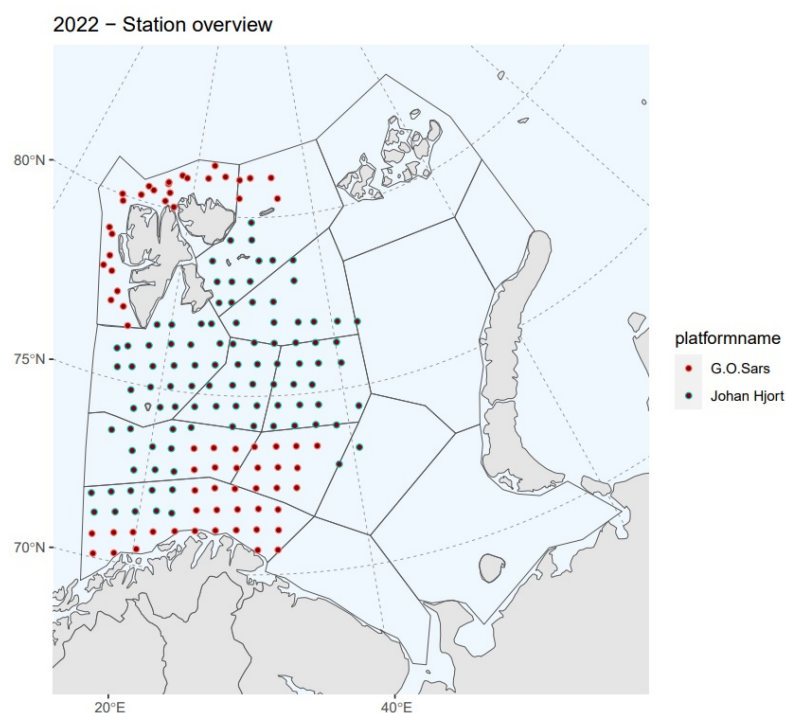 2022 − Station overview
80°N
75°N
70°N
20°E
40°E
platformname
G.O.Sars
Johan Hjort